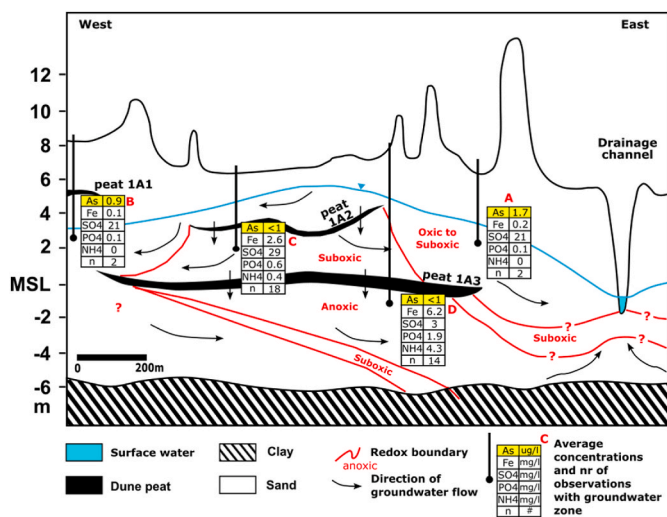 West
East
12
10
8
6
4
2
MSL
-2
-4
-6
m
Drainage
channel
peat 1A1
As 0.9
Fe 0.1
SO4 21
PO4 0.1
NH4 0
n 2
B
peat
1A2
As <1
Fe 2.6
SO4 29
PO4 0.6
NH4 0.4
n 18
C
Suboxic
Oxic to
Suboxic
A
As 1.7
Fe 0.2
SO4 21
PO4 0.1
NH4 0
n 2
peat 1A3
As <1
Fe 6.2
SO4 3
PO4 1.9
NH4 4.3
n 14
D
?
Anoxic
Suboxic
?
?
Suboxic
?
?
0 200m
Surface water
Clay
Redox boundary
anoxic
Dune peat
Sand
Direction of
groundwater flow
C
As ug/l
Fe mg/l
SO4 mg/l
PO4 mg/l
NH4 mg/l
n #
Average
concentrations
and nr of
observations
with groundwater
zone